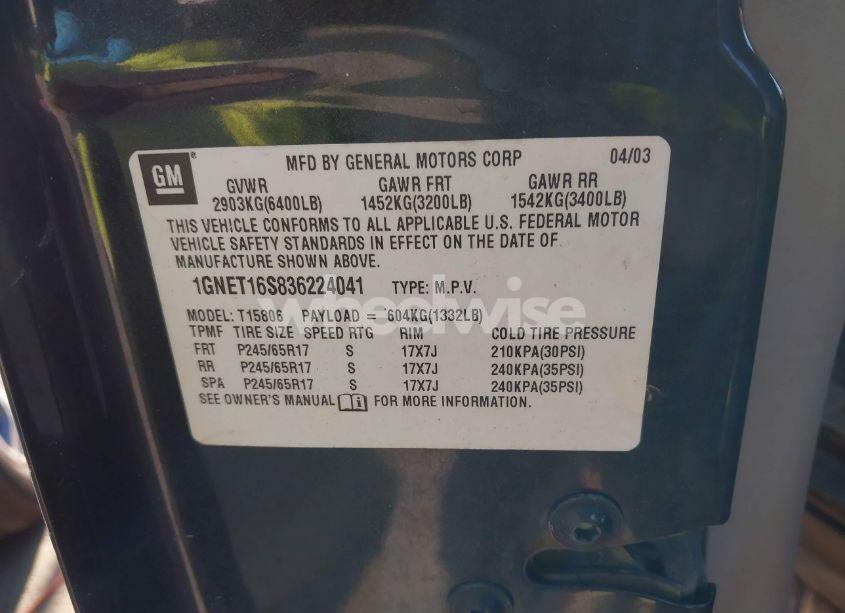 GM ® MFD BY GENERAL MOTORS CORP 04/03
GVWR GAWR FRT GAWR RR
2903KG(6400LB) 1452KG(3200LB) 1542KG(3400LB)
THIS VEHICLE CONFORMS TO ALL APPLICABLE U.S. FEDERAL MOTOR
VEHICLE SAFETY STANDARDS IN EFFECT ON THE DATE OF
MANUFACTURE SHOWN ABOVE.
1GNET16S836224041 TYPE: M.P.V.
wheelwise
MODEL: T15806 PAYLOAD = 604KG(1332LB)
TPMF TIRE SIZE SPEED RTG RIM COLD TIRE PRESSURE
FRT P245/65R17 S 17X7J 210KPA(30PSI)
RR P245/65R17 S 17X7J 240KPA(35PSI)
SPA P245/65R17 S 17X7J 240KPA(35PSI)
SEE OWNER'S MANUAL FOR MORE INFORMATION.